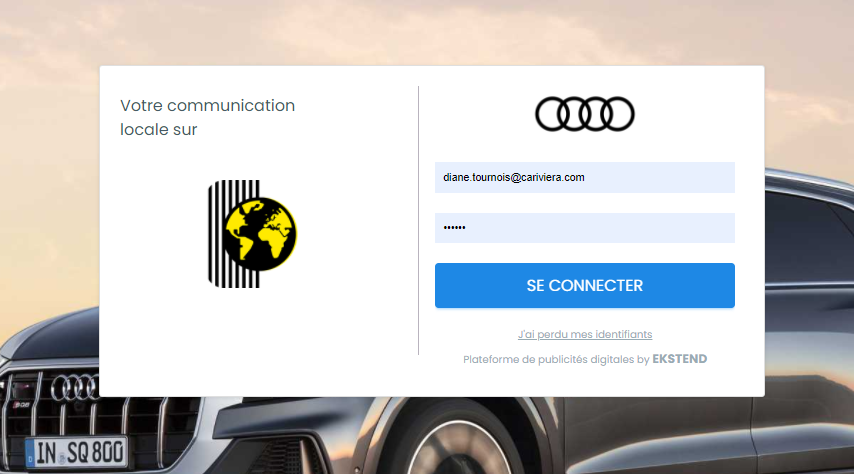 Votre communication
locale sur
diane.tournois@cariviera.com
••••••
SE CONNECTER
J'ai perdu mes identifiants
Plateforme de publicités digitales by EKSTEND
SQ8
IN SQ 800